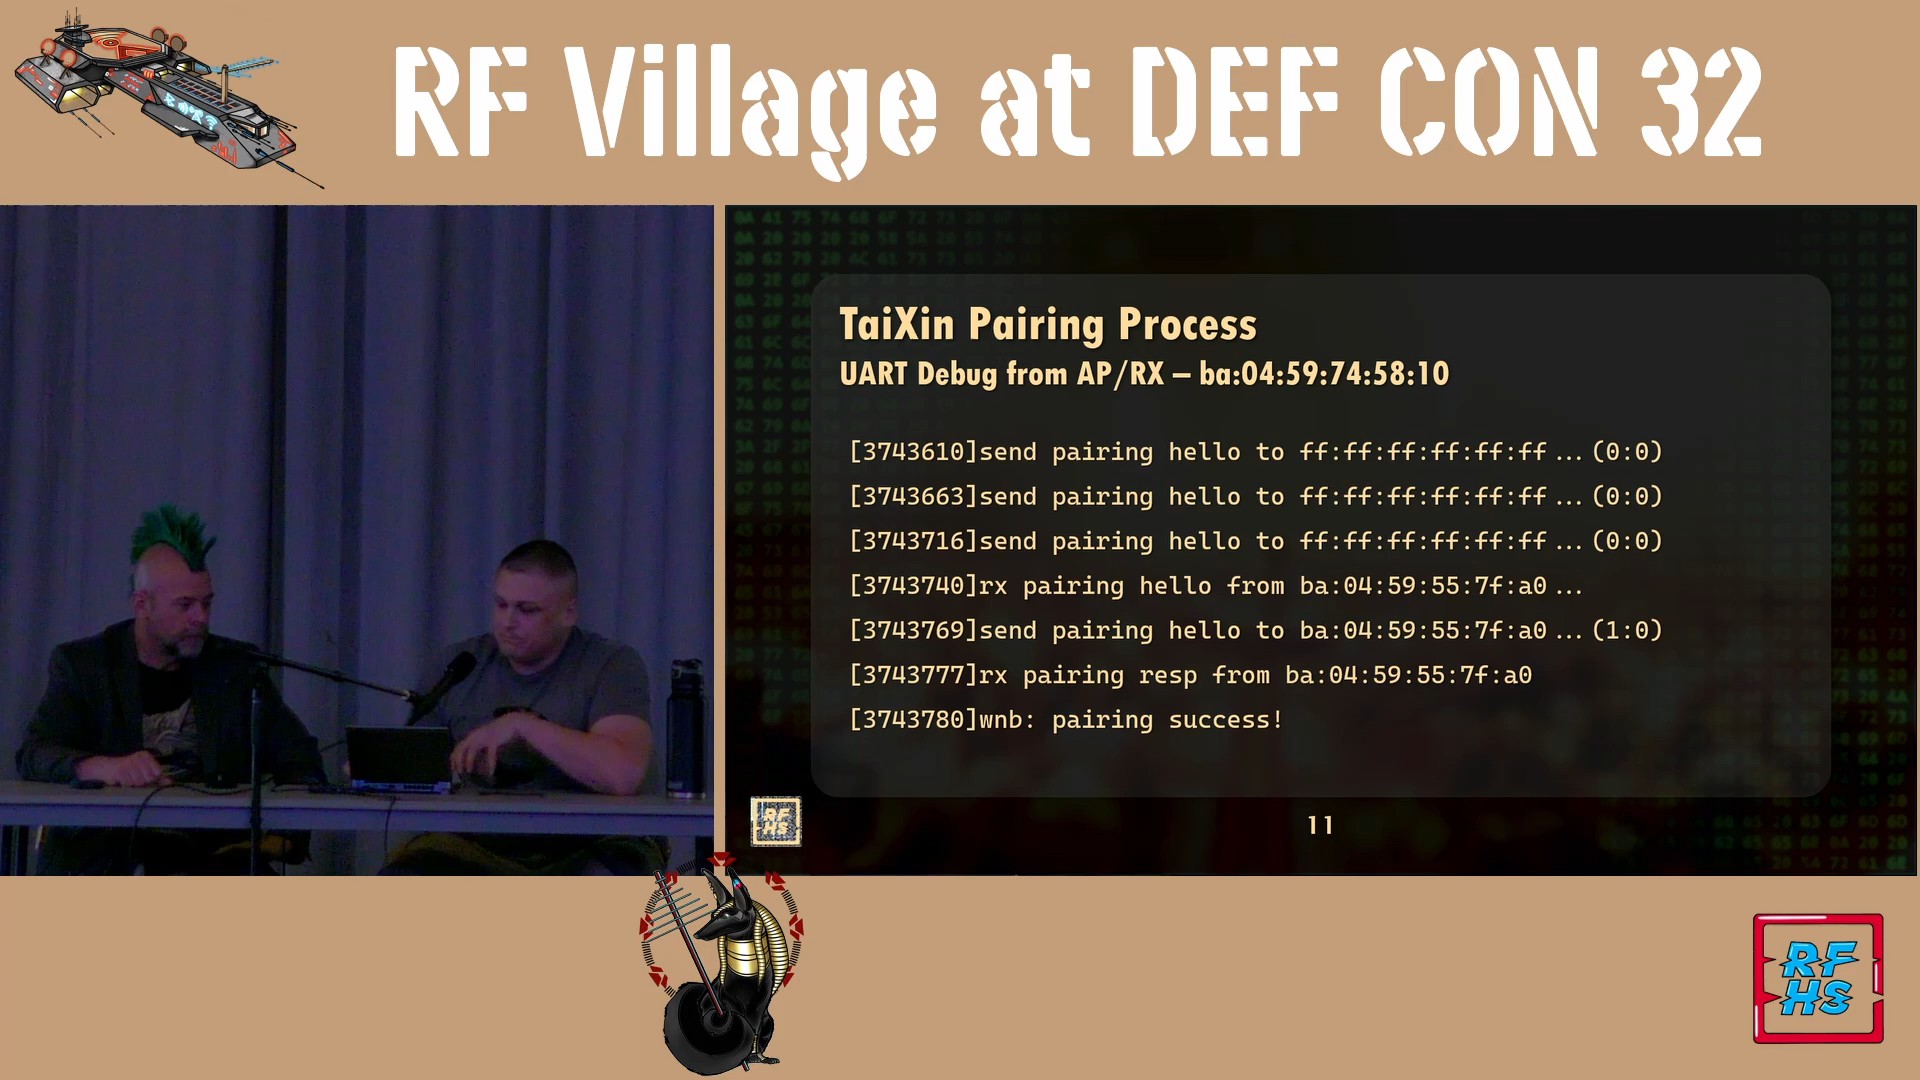 RF Village at DEF CON 32
TaiXin Pairing Process
UART Debug from AP/RX – ba:04:59:74:58:10
[3743610]send pairing hello to ff:ff:ff:ff:ff:ff...(0:0)
[3743663]send pairing hello to ff:ff:ff:ff:ff:ff...(0:0)
[3743716]send pairing hello to ff:ff:ff:ff:ff:ff...(0:0)
[3743740]rx pairing hello from ba:04:59:55:7f:a0...
[3743769]send pairing hello to ba:04:59:55:7f:a0...(1:0)
[3743777]rx pairing resp from ba:04:59:55:7f:a0
[3743780]wnb: pairing success!
RF
HS
11
RF
HS